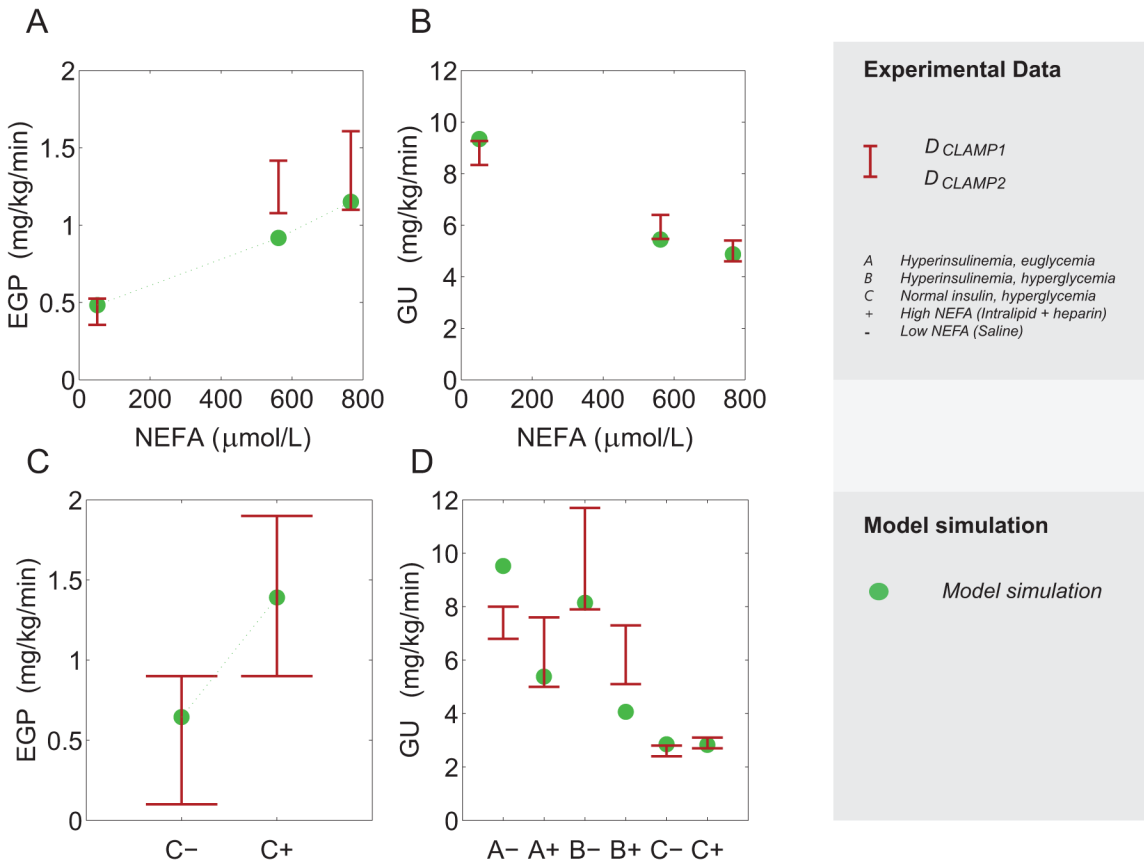 A
EGP (mg/kg/min)
2
1.5
1
0.5
0
0 200 400 600 800
NEFA (μmol/L)
B
GU (mg/kg/min)
12
10
8
6
4
2
0
0 200 400 600 800
NEFA (μmol/L)
C
EGP (mg/kg/min)
2
1.5
1
0.5
0
C− C+
D
GU (mg/kg/min)
12
10
8
6
4
2
0
A− A+ B− B+ C− C+
Experimental Data
D CLAMP1
D CLAMP2
A Hyperinsulinemia, euglycemia
B Hyperinsulinemia, hyperglycemia
C Normal insulin, hyperglycemia
+ High NEFA (Intralipid + heparin)
- Low NEFA (Saline)
Model simulation
Model simulation